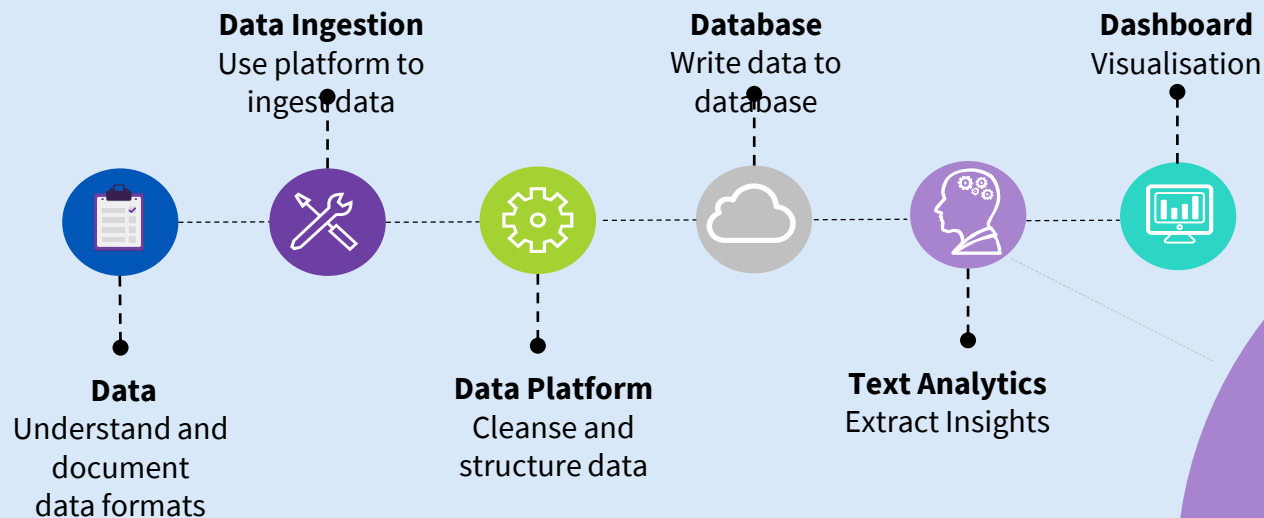 Data Ingestion
Use platform to
ingest data
Database
Write data to
database
Dashboard
Visualisation
Data
Understand and
document
data formats
Data Platform
Cleanse and
structure data
Text Analytics
Extract Insights